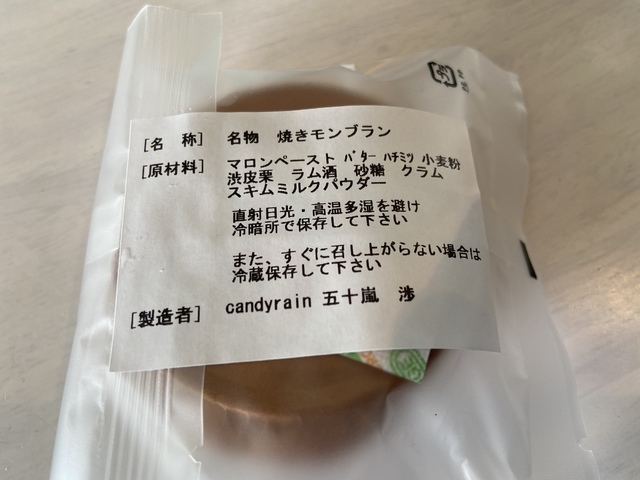 [名 称] 名物 焼きモンブラン
[原材料] マロンペースト バター ハチミツ 小麦粉
渋皮栗 ラム酒 砂糖 クラム
スキムミルクパウダー
直射日光・高温多湿を避け
冷暗所で保存して下さい
また、すぐに召し上がらない場合は
冷蔵保存して下さい
[製造者] candyrain 五十嵐 渉